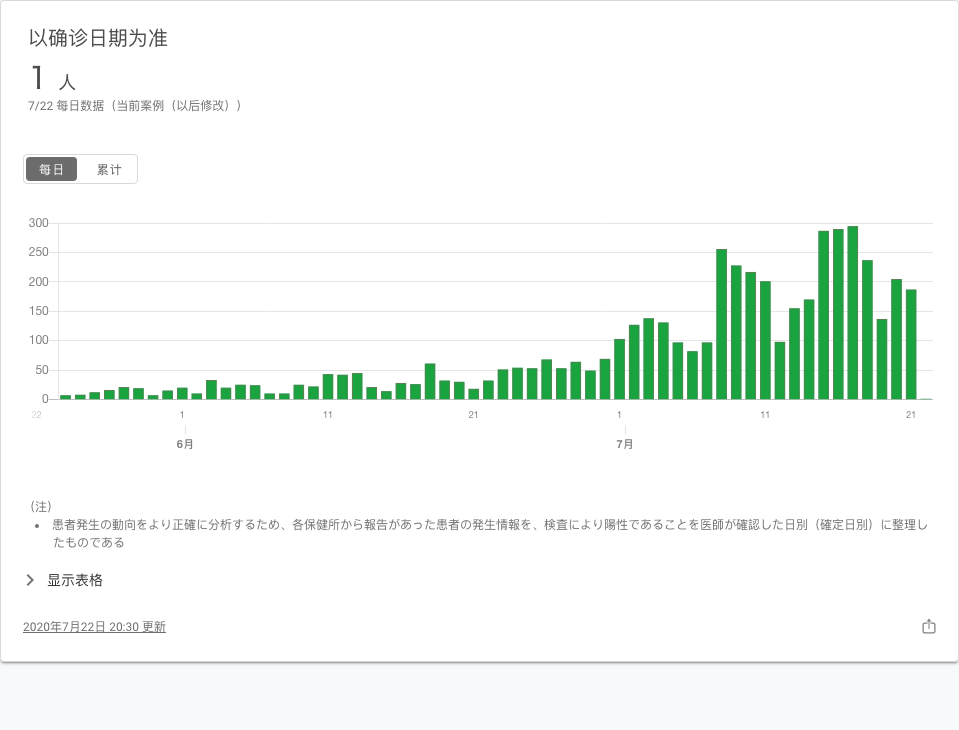 以确诊日期为准
1 人
7/22 每日数据（当前案例（以后修改））
每日 累计
300
250
200
150
100
50
0
22 1 11 21 1 11 21
6月 7月
（注）
• 患者発生の動向をより正確に分析するため、各保健所から報告があった患者の発生情報を、検査により陽性であることを医師が確認した日別（確定日別）に整理し
たものである
显示表格
2020年7月22日 20:30 更新